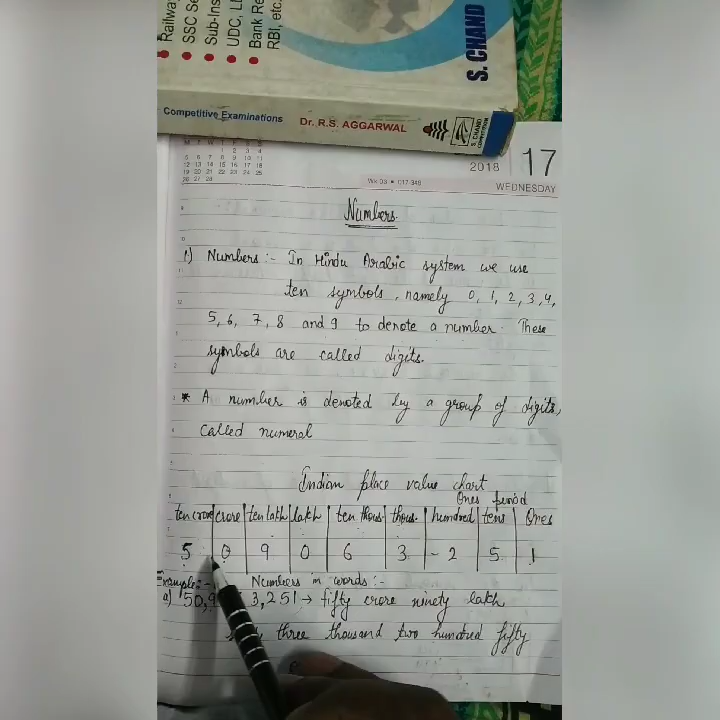 Railway
SSC Se
Sub-Ins
UDC, L
Bank Re
RBI, etc.
S. CHAND
Competitive Examinations
Dr. R.S. AGGARWAL
S. CHAND
2018
17
WEDNESDAY
Numbers
1) Numbers :- In Hindu Arabic system we use
ten symbols, namely 0, 1, 2, 3, 4,
5, 6, 7, 8 and 9 to denote a number. These
symbols are called digits.
* A number is denoted by a group of digits,
called numeral
Indian place value chart
Ones period
ten crore crore ten lakh lakh ten thous thous. hundred tens Ones
5 0 9 0 6 3 - 2 5 1
Example:- Numbers in words :-
a) 50,9 3,251 → fifty crore ninety lakh
three thousand two hundred fifty